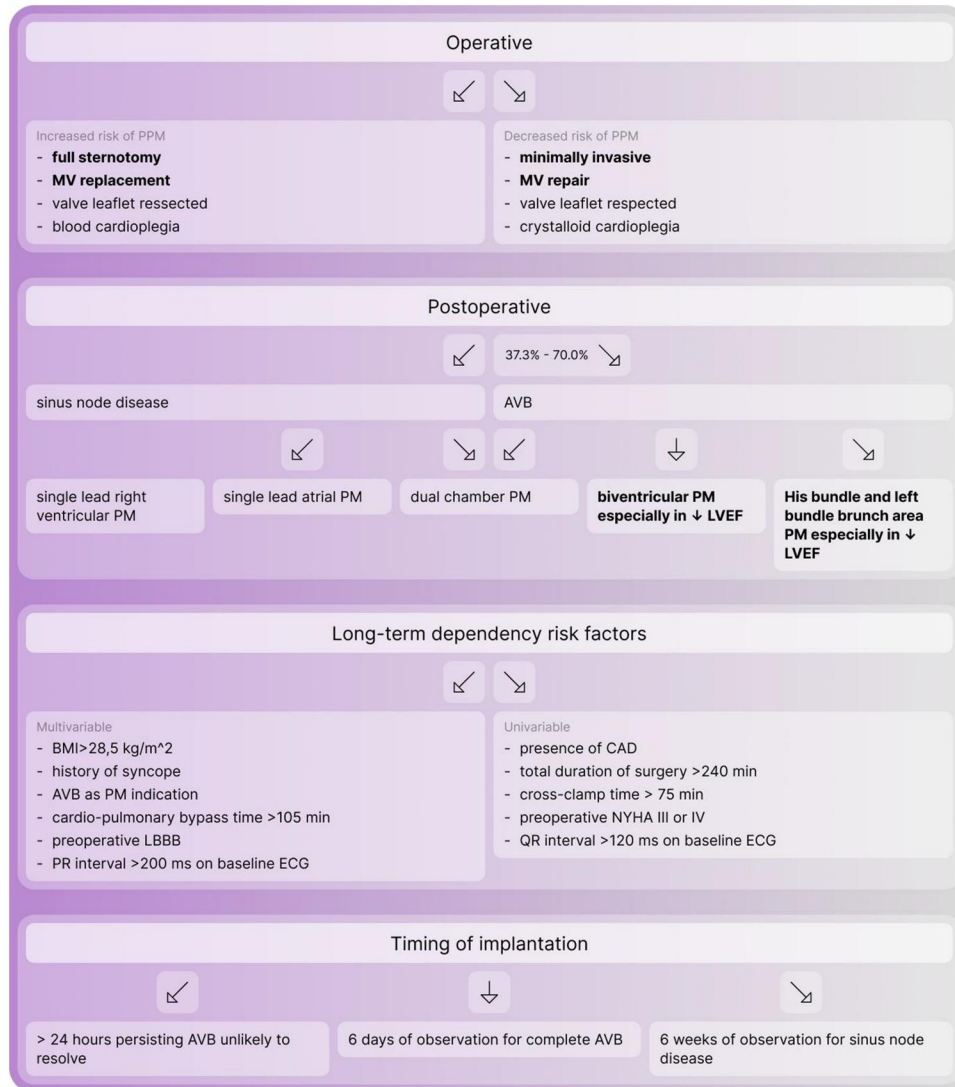 Operative
Increased risk of PPM
- full sternotomy
- MV replacement
- valve leaflet ressected
- blood cardioplegia
Decreased risk of PPM
- minimally invasive
- MV repair
- valve leaflet respected
- crystalloid cardioplegia
Postoperative
37.3% - 70.0%
sinus node disease
AVB
single lead right
ventricular PM
single lead atrial PM
dual chamber PM
biventricular PM
especially in ↓ LVEF
His bundle and left
bundle brunch area
PM especially in ↓
LVEF
Long-term dependency risk factors
Multivariable
- BMI>28,5 kg/m^2
- history of syncope
- AVB as PM indication
- cardio-pulmonary bypass time >105 min
- preoperative LBBB
- PR interval >200 ms on baseline ECG
Univariable
- presence of CAD
- total duration of surgery >240 min
- cross-clamp time > 75 min
- preoperative NYHA III or IV
- QR interval >120 ms on baseline ECG
Timing of implantation
> 24 hours persisting AVB unlikely to
resolve
6 days of observation for complete AVB
6 weeks of observation for sinus node
disease